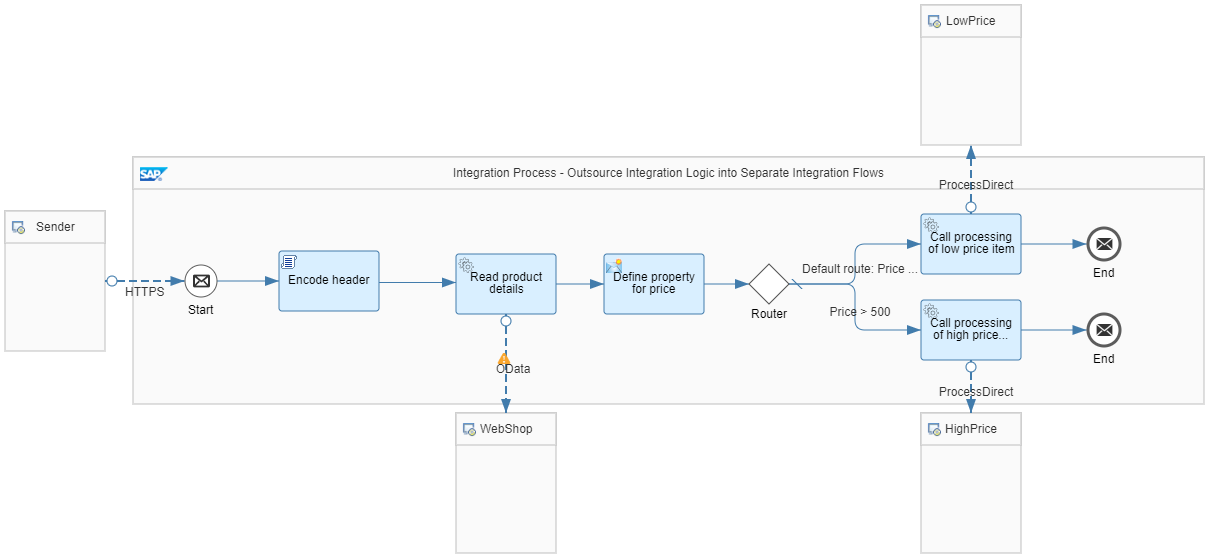 LowPrice
SAP
Integration Process - Outsource Integration Logic into Separate Integration Flows
ProcessDirect
Sender
HTTPS
Start
Encode header
Read product
details
Define property
for price
Router
Default route: Price ...
Price > 500
Call processing
of low price item
End
Call processing
of high price...
End
OData
ProcessDirect
WebShop
HighPrice